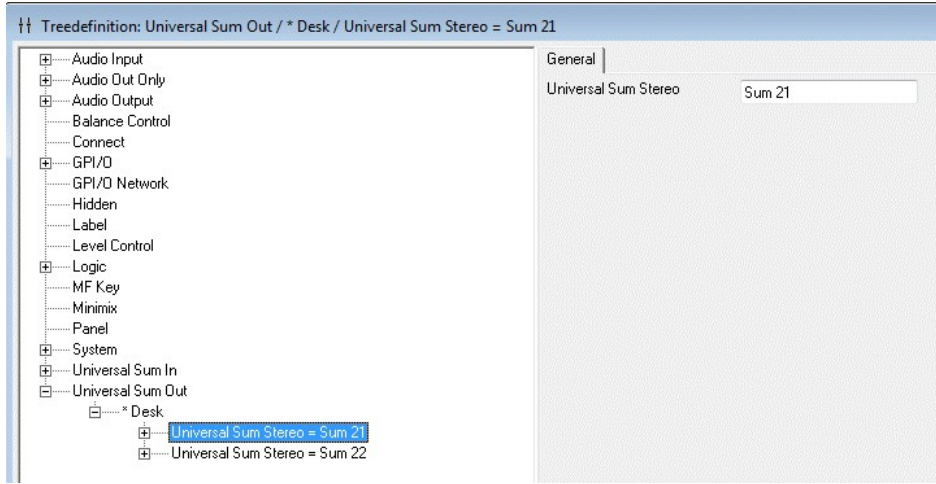 Treedefinition: Universal Sum Out / * Desk / Universal Sum Stereo = Sum 21
Audio Input
Audio Out Only
Audio Output
Balance Control
Connect
GPI/O
GPI/O Network
Hidden
Label
Level Control
Logic
MF Key
Minimix
Panel
System
Universal Sum In
Universal Sum Out
* Desk
Universal Sum Stereo = Sum 21
Universal Sum Stereo = Sum 22
General
Universal Sum Stereo Sum 21